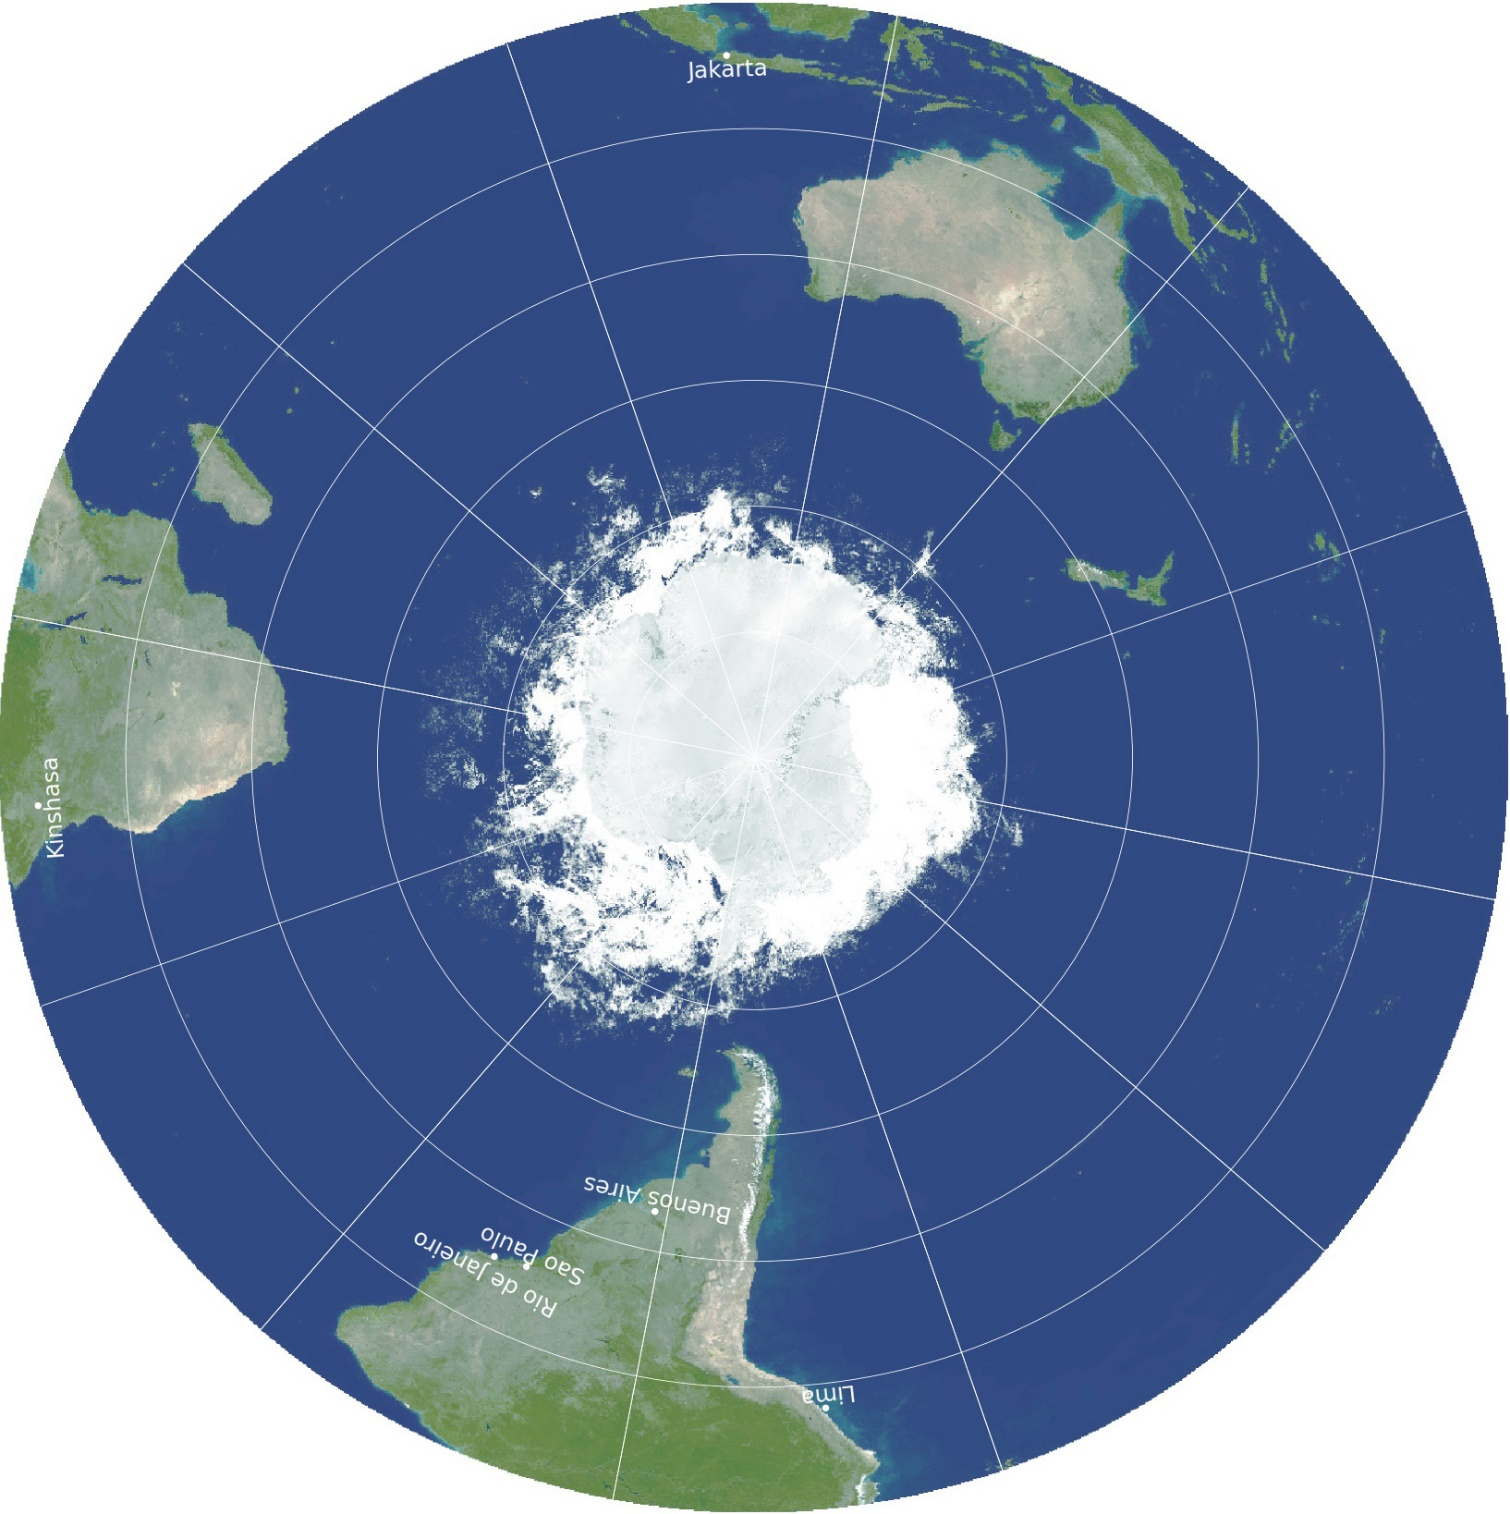 Jakarta
Kinshasa
Buenos Aires
Sao Paulo
Rio de Janeiro
Lima